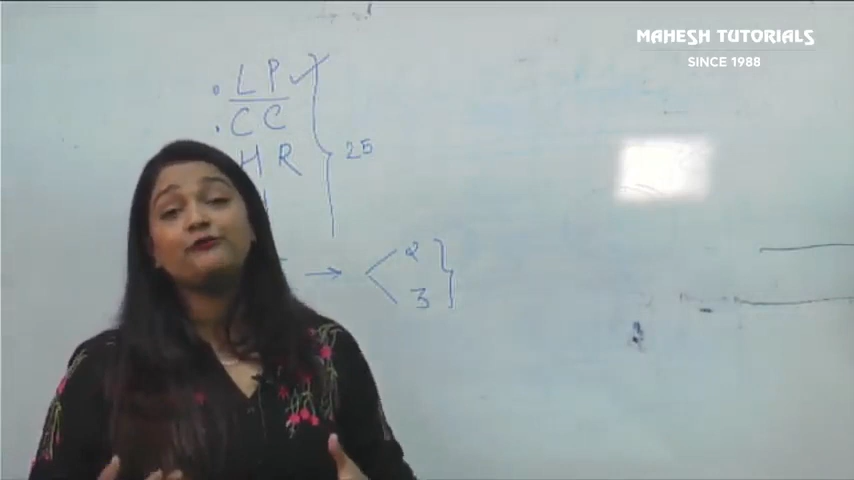 MAHESH TUTORIALS
SINCE 1988
. LP ✓
. CC
HR
25
→ 2
3